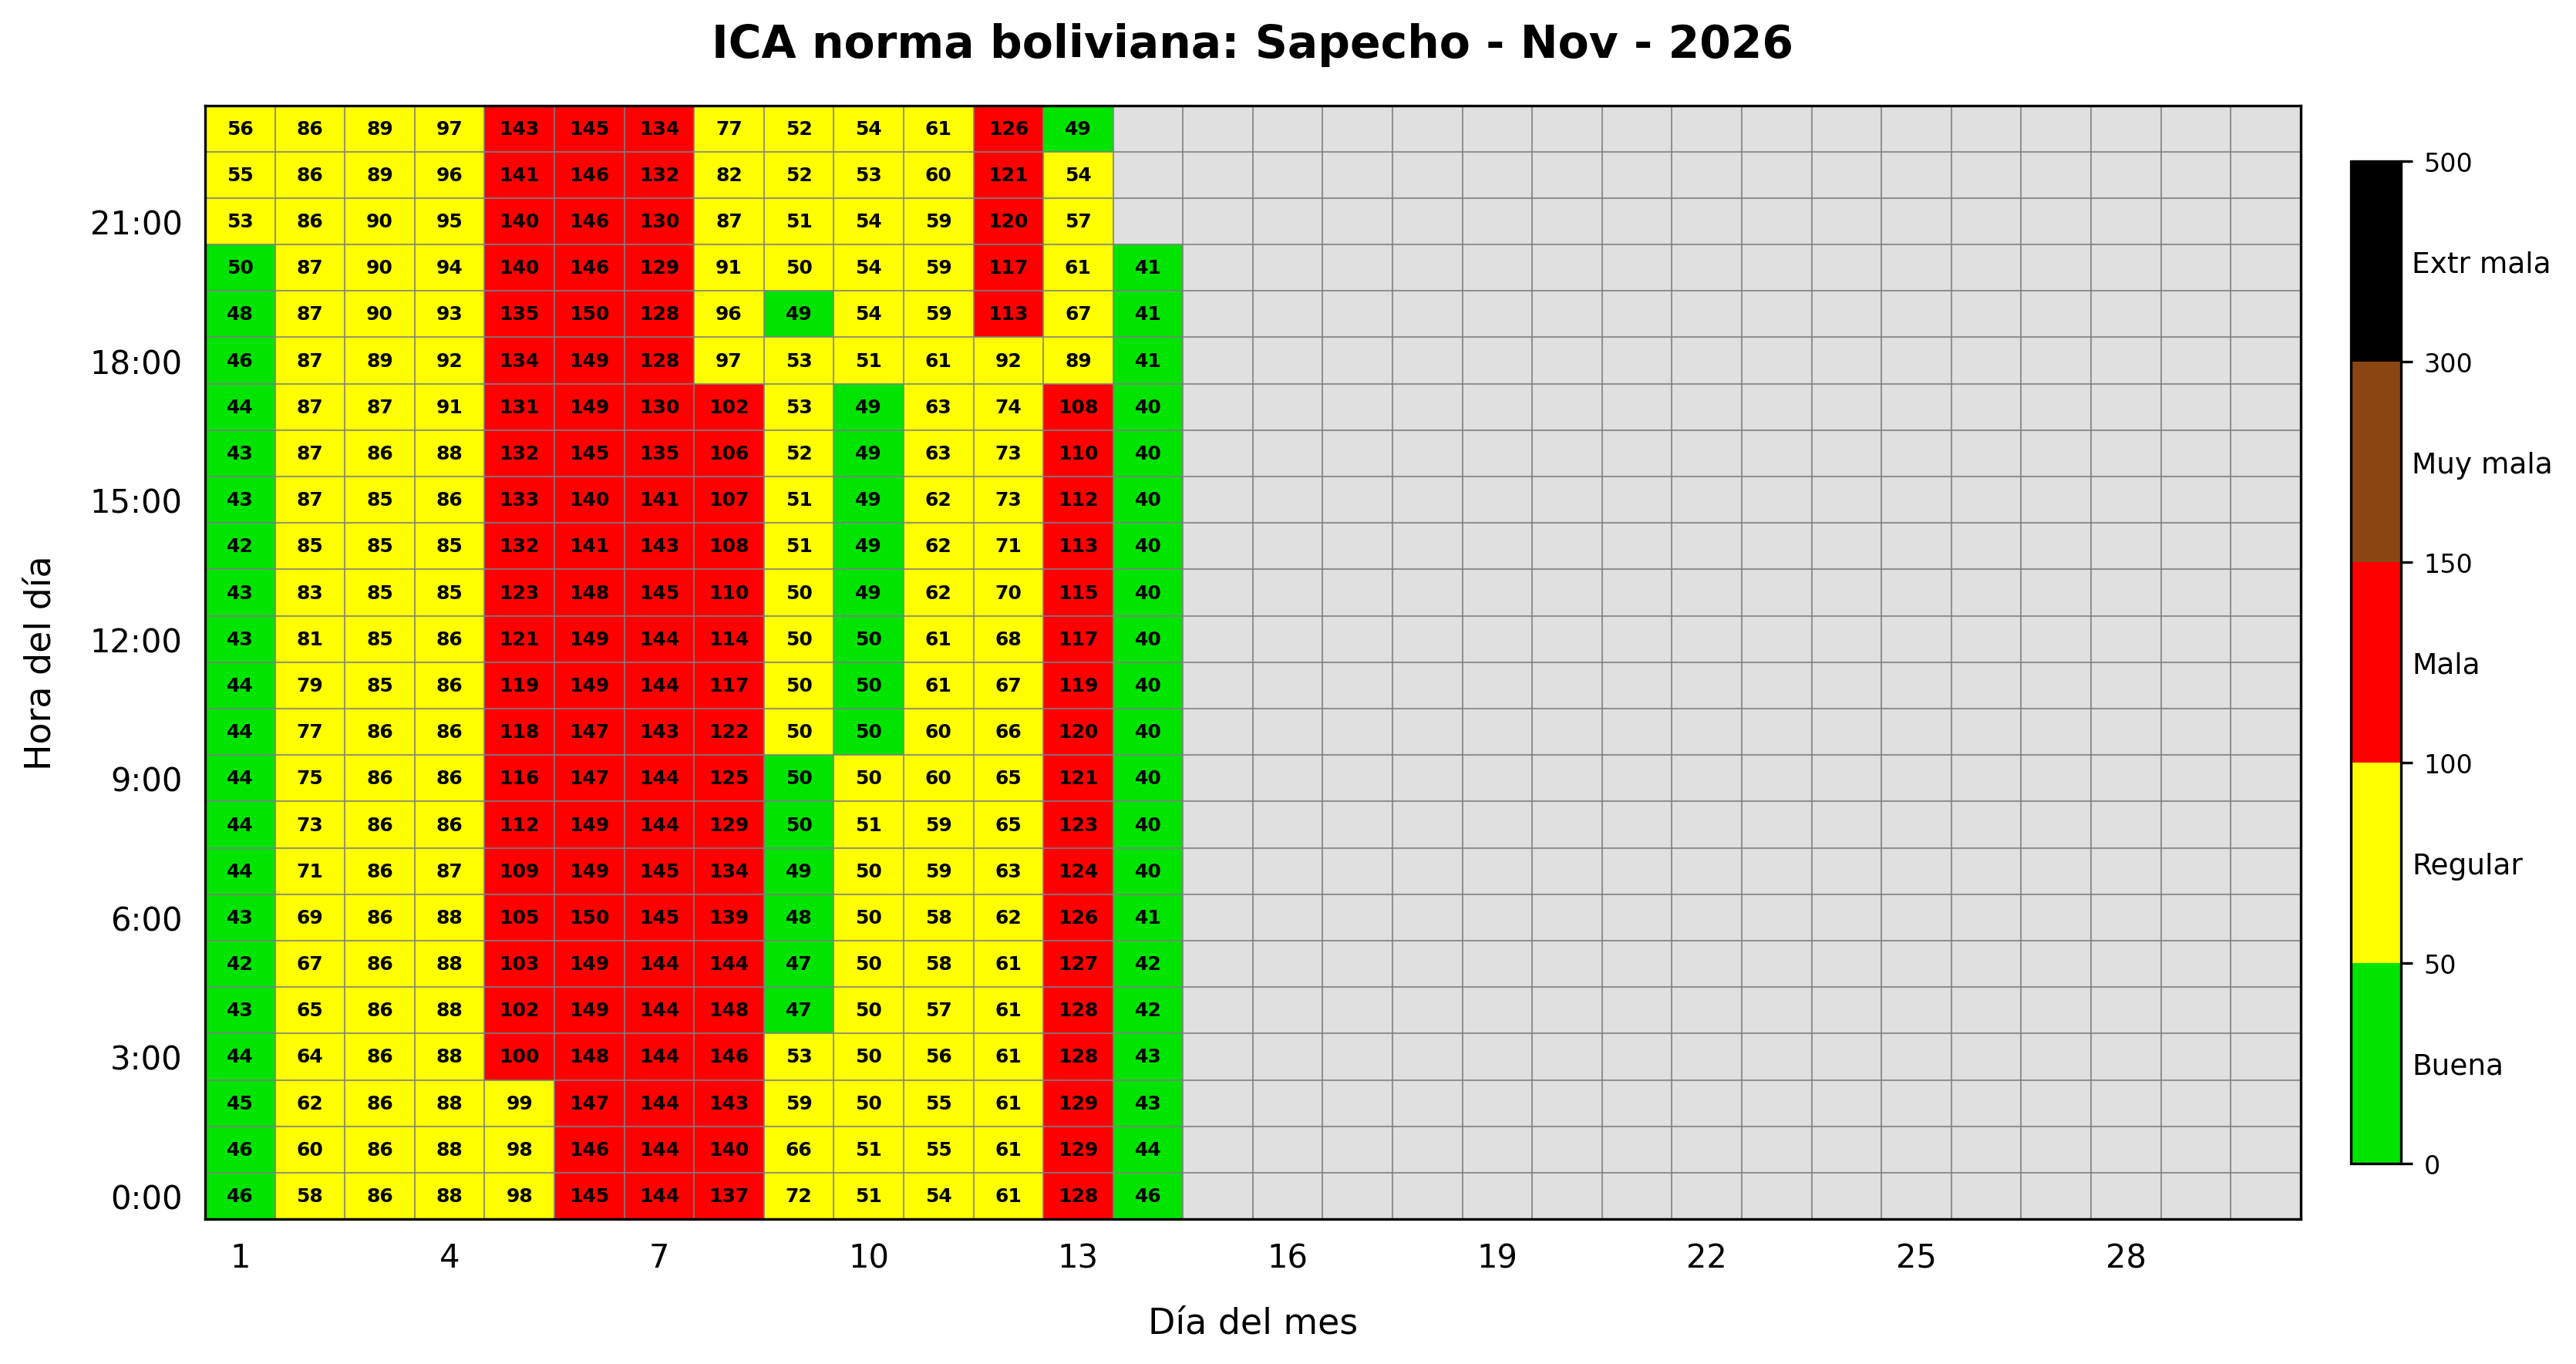 ICA norma boliviana: Sapecho - Nov - 2026
56 86 89 97 143 145 134 77 52 54 61 126 49
55 86 89 96 141 146 132 82 52 53 60 121 54
21:00 53 86 90 95 140 146 130 87 51 54 59 120 57
50 87 90 94 140 146 129 91 50 54 59 117 61 41
48 87 90 93 135 150 128 96 49 54 59 113 67 41
18:00 46 87 89 92 134 149 128 97 53 51 61 92 89 41
44 87 87 91 131 149 130 102 53 49 63 74 108 40
43 87 86 88 132 145 135 106 52 49 63 73 110 40
15:00 43 87 85 86 133 140 141 107 51 49 62 73 112 40
42 85 85 85 132 141 143 108 51 49 62 71 113 40
43 83 85 85 123 148 145 110 50 49 62 70 115 40
12:00 43 81 85 86 121 149 144 114 50 50 61 68 117 40
44 79 85 86 119 149 144 117 50 50 61 67 119 40
44 77 86 86 118 147 143 122 50 50 60 66 120 40
9:00 44 75 86 86 116 147 144 125 50 50 60 65 121 40
44 73 86 86 112 149 144 129 50 51 59 65 123 40
44 71 86 87 109 149 145 134 49 50 59 63 124 40
6:00 43 69 86 88 105 150 145 139 48 50 58 62 126 41
42 67 86 88 103 149 144 144 47 50 58 61 127 42
43 65 86 88 102 149 144 148 47 50 57 61 128 42
3:00 44 64 86 88 100 148 144 146 53 50 56 61 128 43
45 62 86 88 99 147 144 143 59 50 55 61 129 43
46 60 86 88 98 146 144 140 66 51 55 61 129 44
0:00 46 58 86 88 98 145 144 137 72 51 54 61 128 46
1 4 7 10 13 16 19 22 25 28
Día del mes
Hora del día
500
Extr mala
300
Muy mala
150
Mala
100
Regular
50
Buena
0